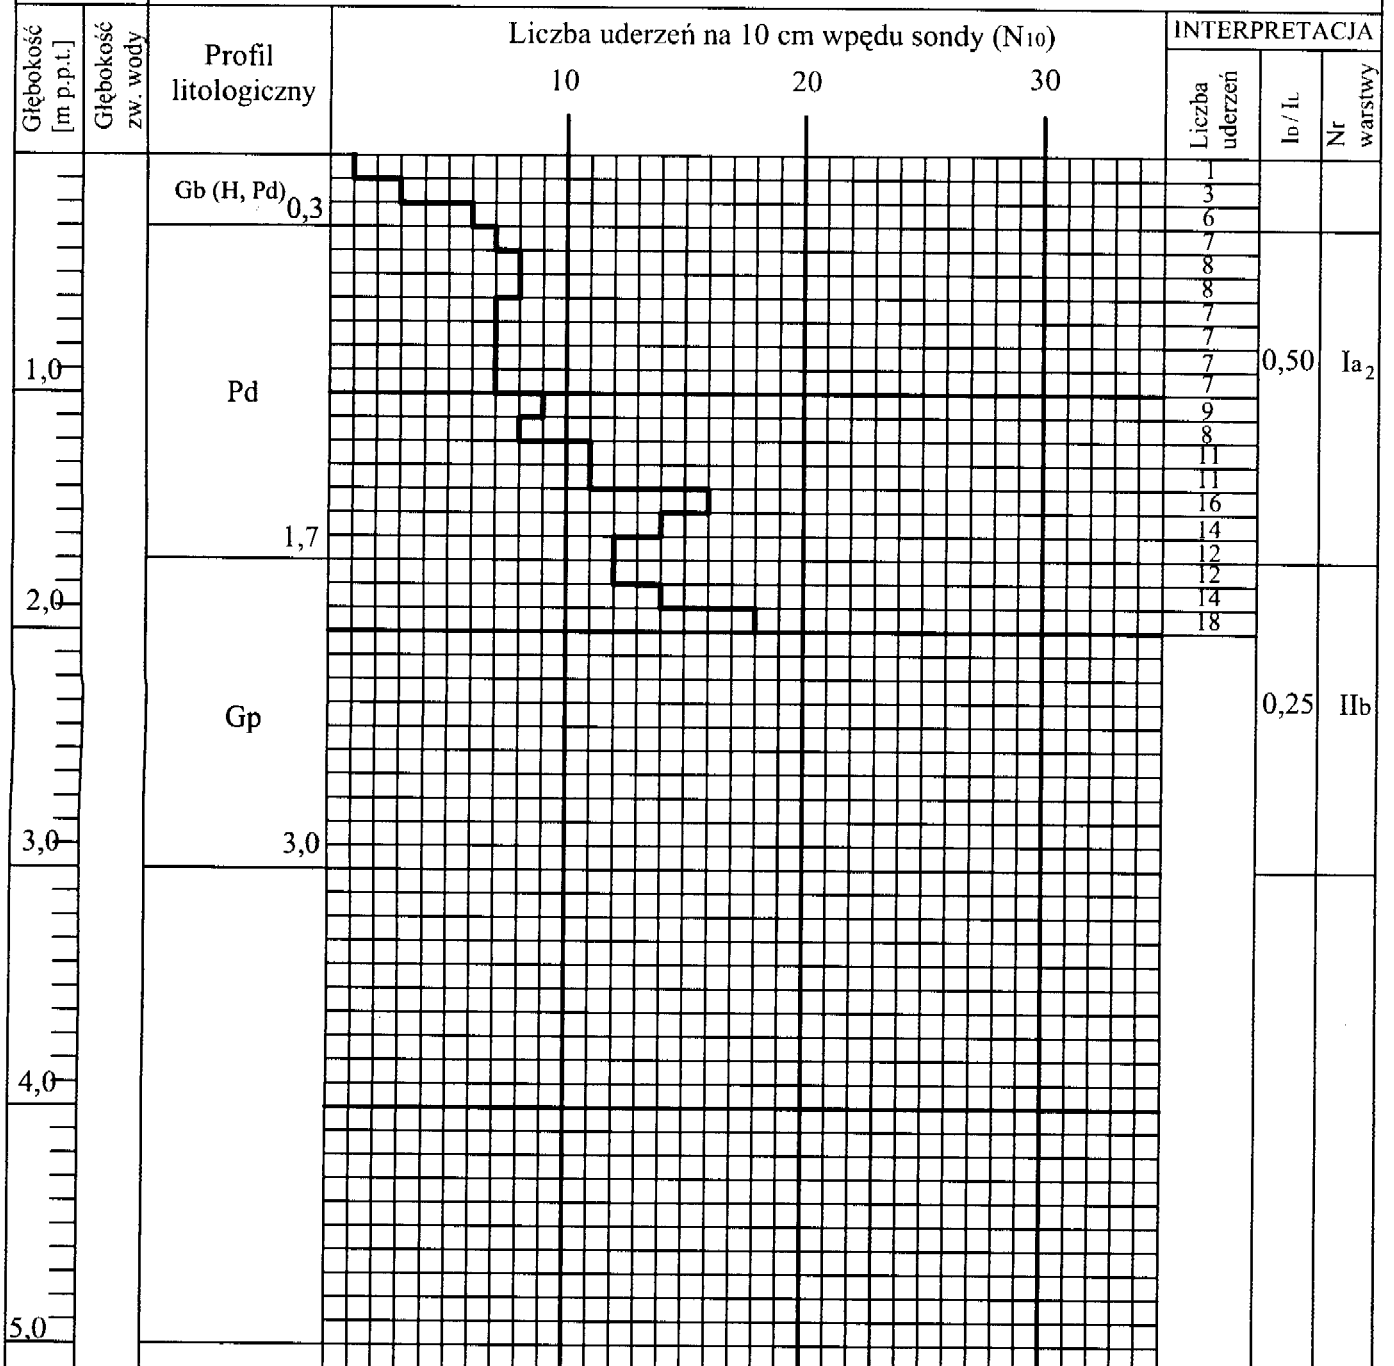 Głębokość
[m p.p.t.]
Głębokość
zw. wody
Profil
litologiczny
Liczba uderzeń na 10 cm wpędu sondy (N10)
10
20
30
INTERPRETACJA
Liczba
uderzeń
ID / IL
Nr
warstwy
Gb (H, Pd)
0,3
1
3
6
7
8
8
7
7
7
7
9
8
11
11
16
14
12
12
14
18
1,0
Pd
0,50
Ia2
1,7
2,0
Gp
0,25
IIb
3,0
3,0
4,0
5,0